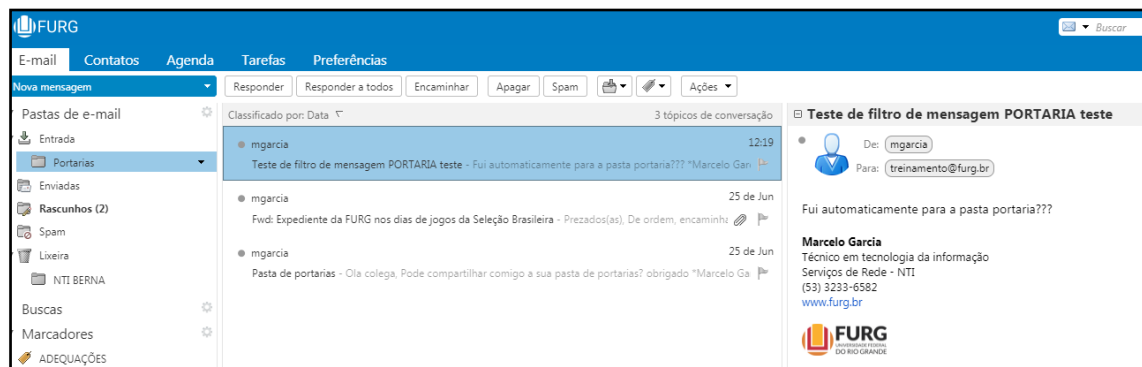 FURG
Buscar
E-mail Contatos Agenda Tarefas Preferências
Nova mensagem
Responder Responder a todos Encaminhar Apagar Spam Ações
Pastas de e-mail
Entrada
Portarias
Enviadas
Rascunhos (2)
Spam
Lixeira
NTI BERNA
Buscas
Marcadores
ADEQUAÇÕES
Classificado por: Data
3 tópicos de conversação
mgarcia 12:19
Teste de filtro de mensagem PORTARIA teste - Fui automaticamente para a pasta portaria??? *Marcelo Gar
mgarcia 25 de Jun
Fwd: Expediente da FURG nos dias de jogos da Seleção Brasileira - Prezados(as), De ordem, encaminha
mgarcia 25 de Jun
Pasta de portarias - Ola colega, Pode compartilhar comigo a sua pasta de portarias? obrigado *Marcelo Ga
Teste de filtro de mensagem PORTARIA teste
De: mgarcia
Para: treinamento@furg.br
Fui automaticamente para a pasta portaria???
Marcelo Garcia
Técnico em tecnologia da informação
Serviços de Rede - NTI
(53) 3233-6582
www.furg.br
FURG
UNIVERSIDADE FEDERAL
DO RIO GRANDE